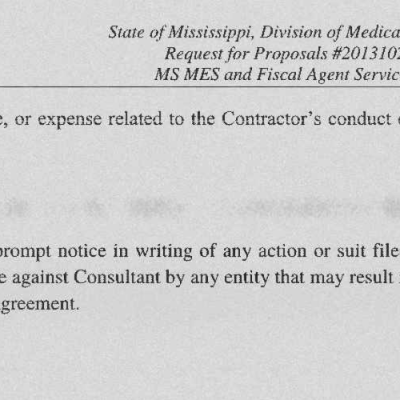 State of Mississippi, Division of Medica
Request for Proposals #2013102
MS MES and Fiscal Agent Servic
e, or expense related to the Contractor's conduct
prompt notice in writing of any action or suit file
e against Consultant by any entity that may result
greement.